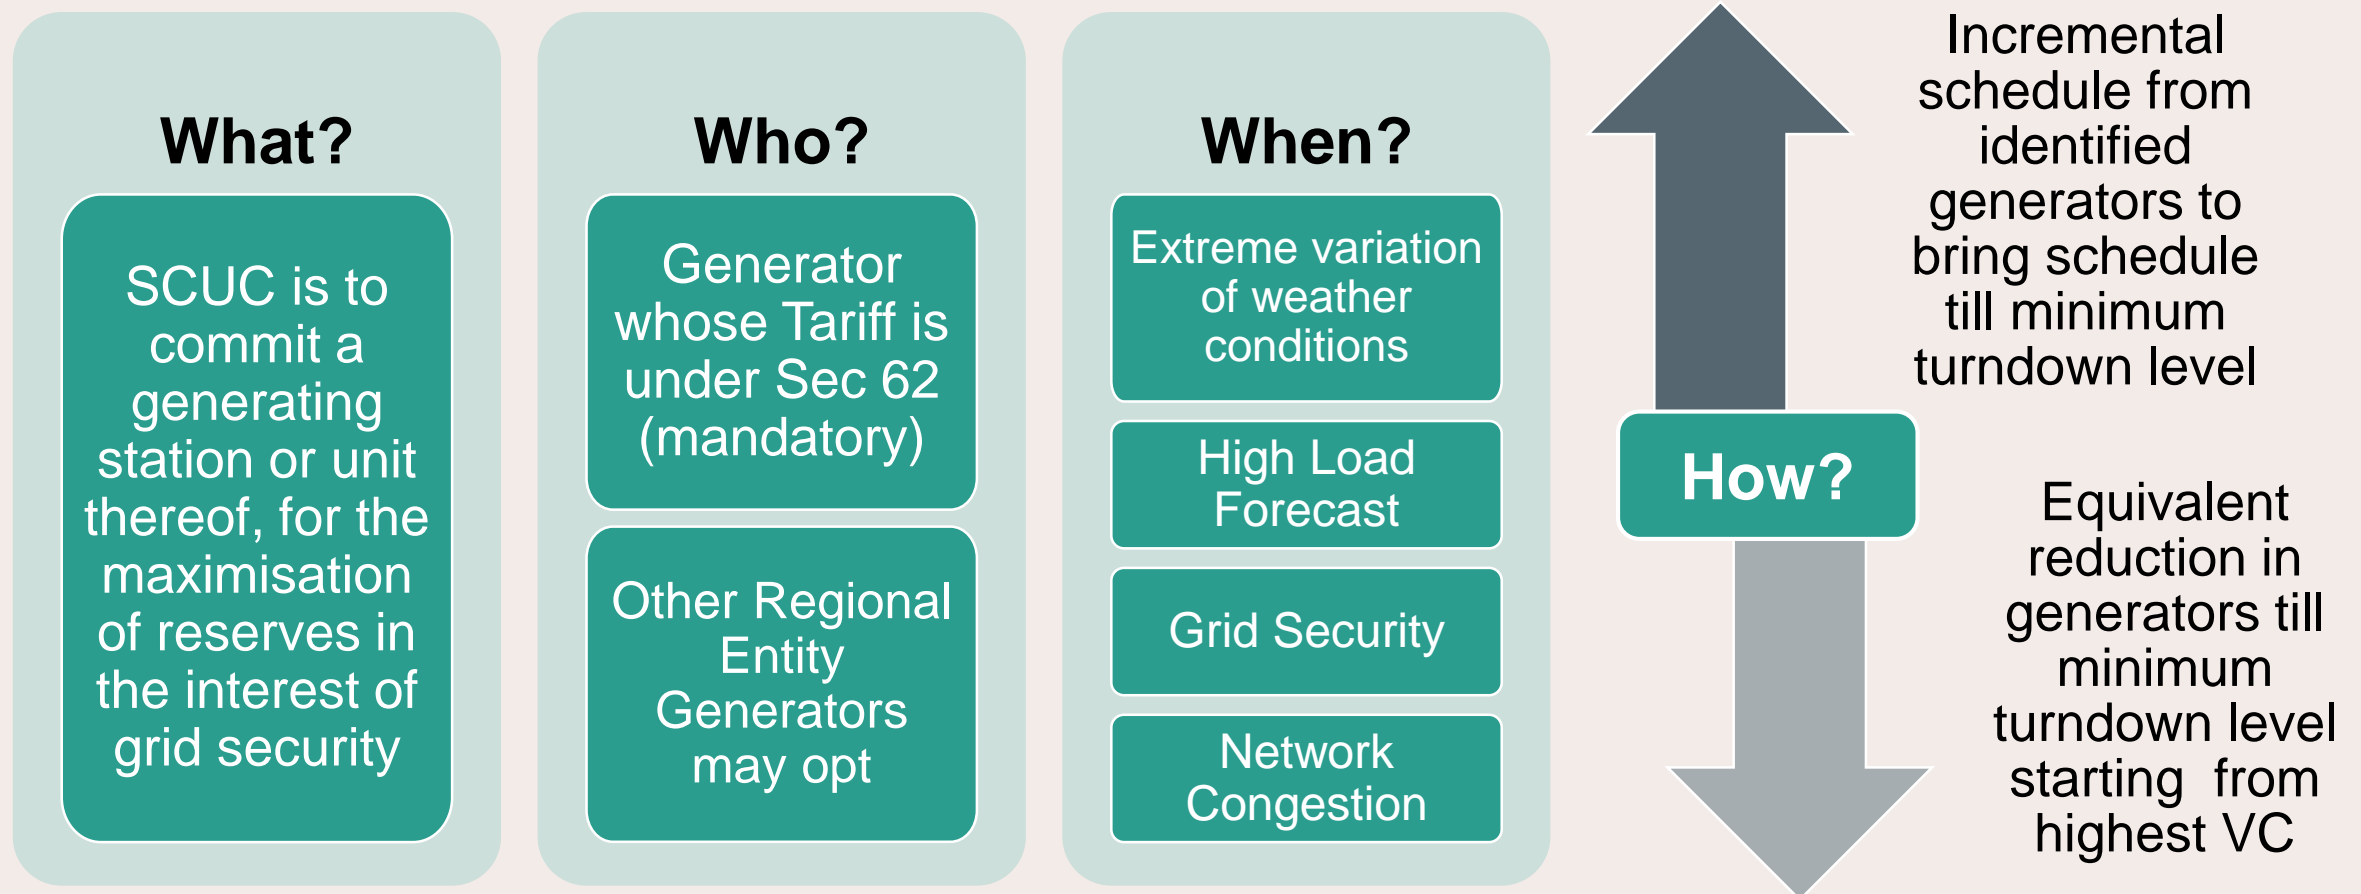 What?
SCUC is to
commit a
generating
station or unit
thereof, for the
maximisation
of reserves in
the interest of
grid security
Who?
Generator
whose Tariff is
under Sec 62
(mandatory)
Other Regional
Entity
Generators
may opt
When?
Extreme variation
of weather
conditions
High Load
Forecast
Grid Security
Network
Congestion
How?
Incremental
schedule from
identified
generators to
bring schedule
till minimum
turndown level
Equivalent
reduction in
generators till
minimum
turndown level
starting from
highest VC